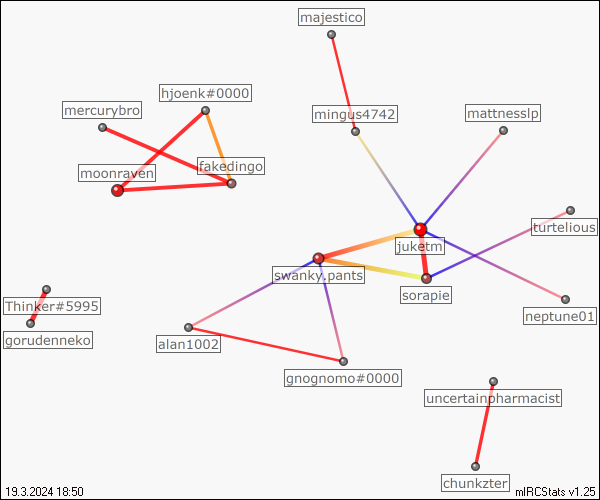 majestico
hjoenk#0000
mercurybro
mingus4742
mattnesslp
fakedingo
moonraven
turtelious
juketm
swanky.pants
sorapie
Thinker#5995
neptune01
gorudenneko
alan1002
gnognomo#0000
uncertainpharmacist
chunkzter
19.3.2024 18:50
mIRCStats v1.25